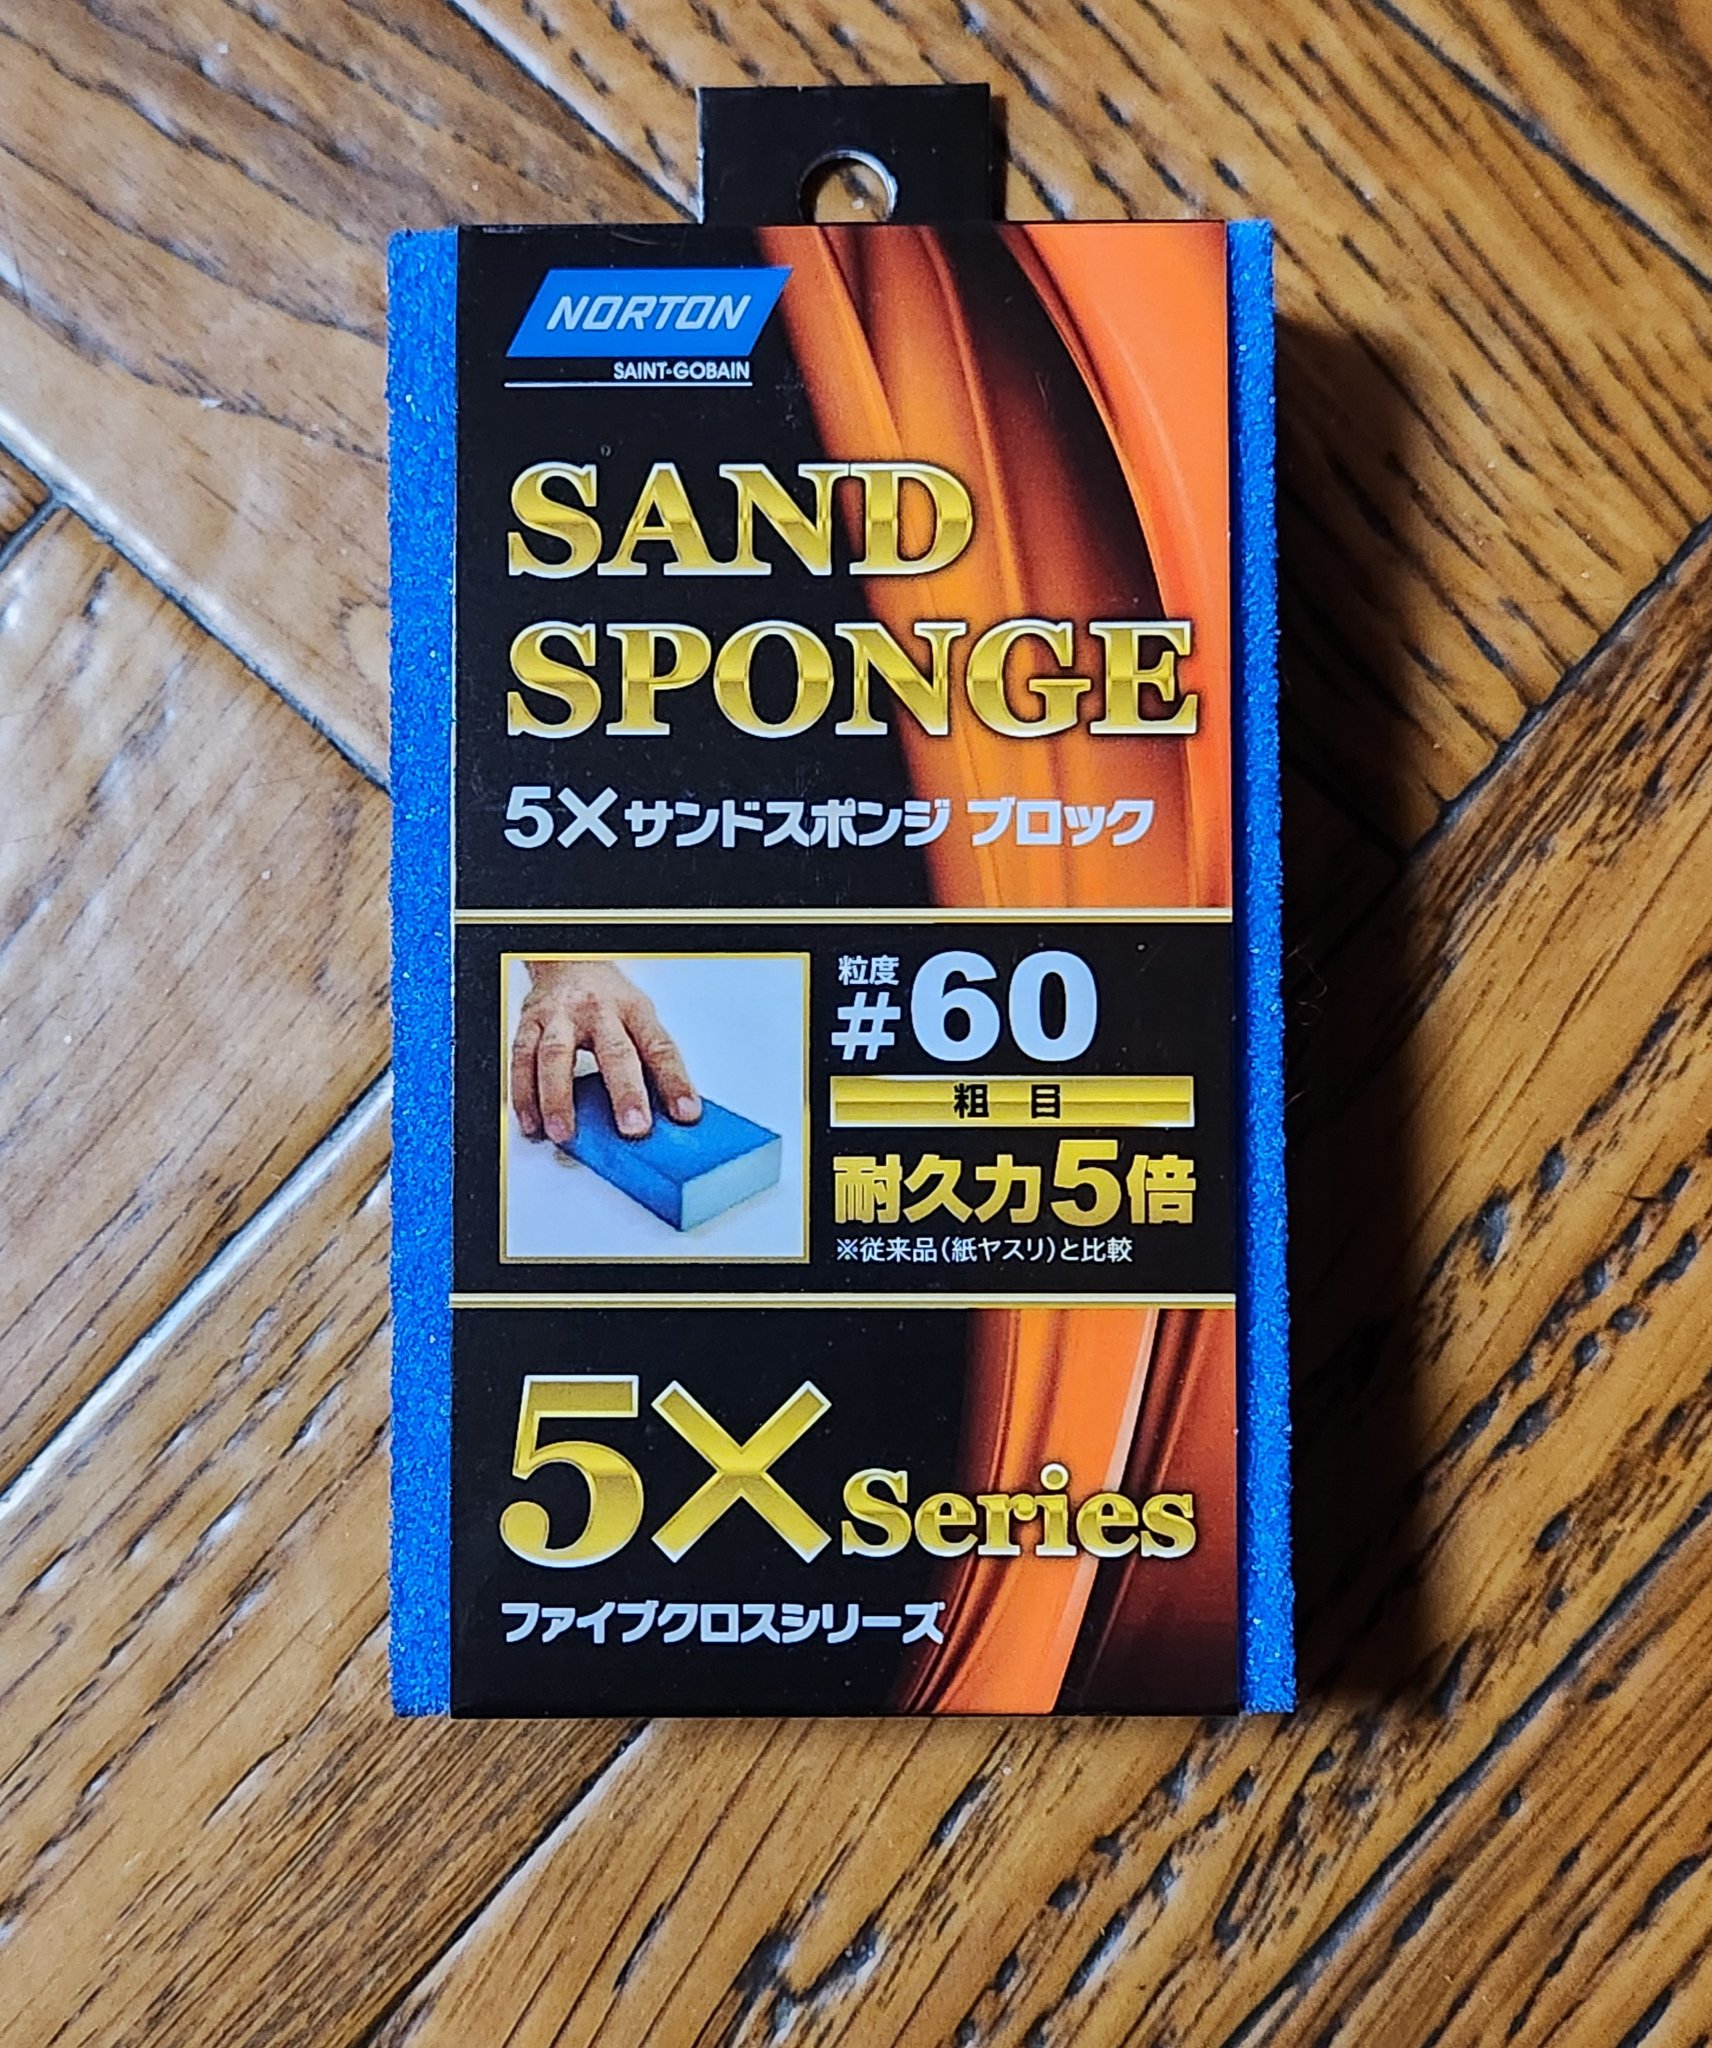 NORTON
SAINT-GOBAIN
SAND
SPONGE
5×サンドスポンジ ブロック
粒度
#60
粗目
耐久力5倍
※従来品(紙ヤスリ)と比較
5×Series
ファイブクロスシリーズ